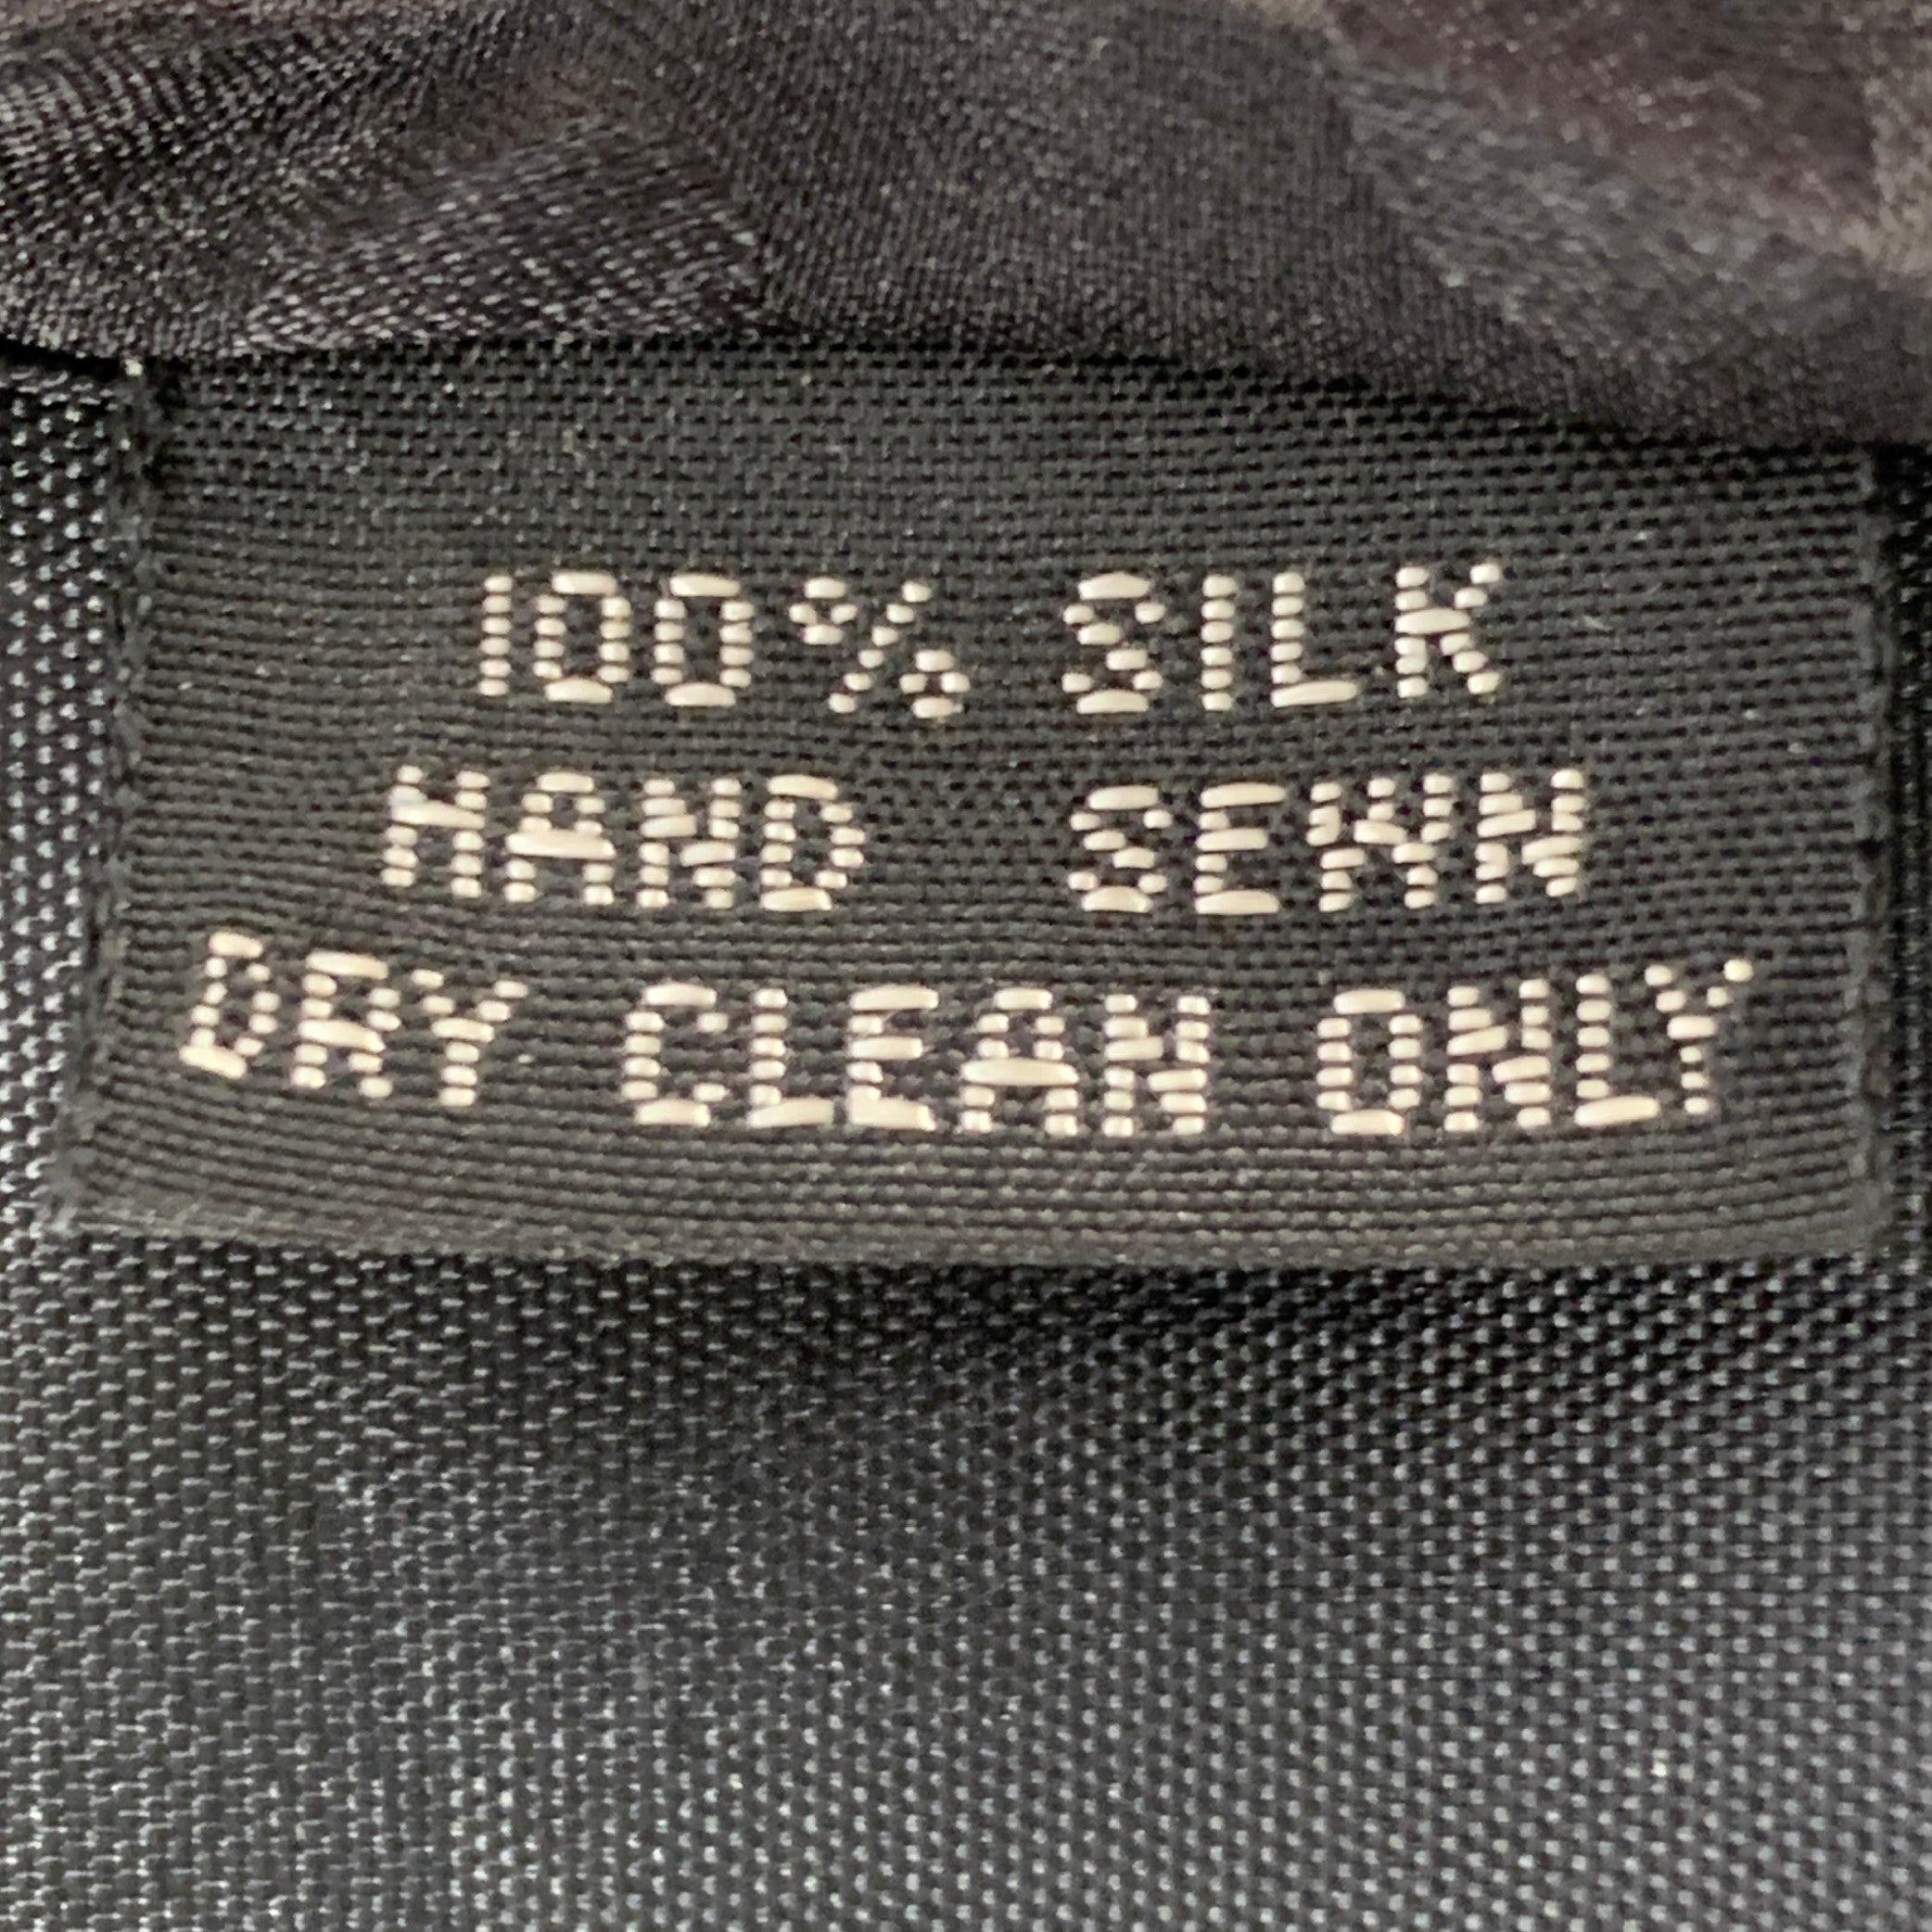 100% SILK
HAND SEWN
DRY CLEAN ONLY